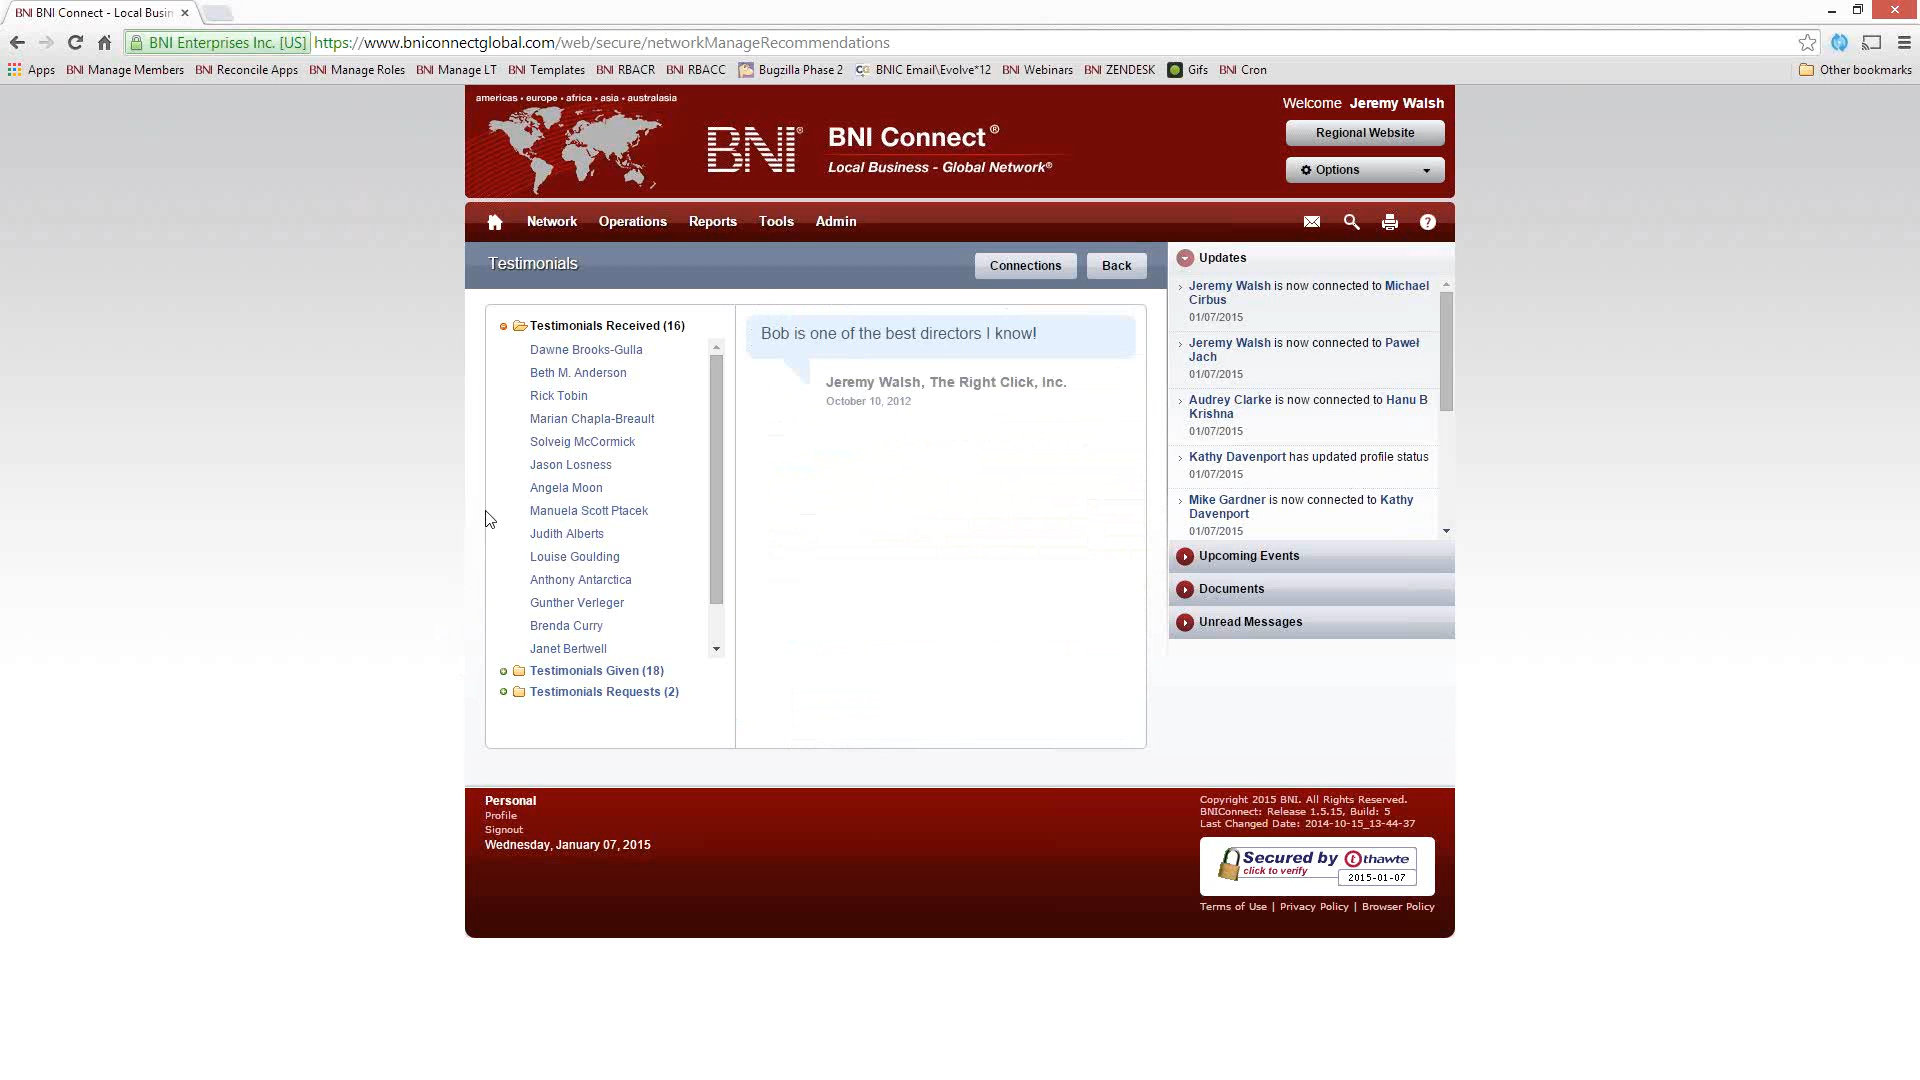 BNI BNI Connect - Local Busin
BNI Enterprises Inc. [US] https://www.bniconnectglobal.com/web/secure/networkManageRecommendations
Apps BNI Manage Members BNI Reconcile Apps BNI Manage Roles BNI Manage LT BNI Templates BNI RBACR BNI RBACC Bugzilla Phase 2 BNIC Email\Evolve*12 BNI Webinars BNI ZENDESK Gifs BNI Cron Other bookmarks
americas • europe • africa • asia • australasia
BNI®
BNI Connect®
Local Business - Global Network®
Welcome Jeremy Walsh
Regional Website
Options
Network Operations Reports Tools Admin
Testimonials
Connections Back
Testimonials Received (16)
Dawne Brooks-Gulla
Beth M. Anderson
Rick Tobin
Marian Chapla-Breault
Solveig McCormick
Jason Losness
Angela Moon
Manuela Scott Ptacek
Judith Alberts
Louise Goulding
Anthony Antarctica
Gunther Verleger
Brenda Curry
Janet Bertwell
Testimonials Given (18)
Testimonials Requests (2)
Bob is one of the best directors I know!
Jeremy Walsh, The Right Click, Inc.
October 10, 2012
Updates
Jeremy Walsh is now connected to Michael
Cirbus
01/07/2015
Jeremy Walsh is now connected to Paweł
Jach
01/07/2015
Audrey Clarke is now connected to Hanu B
Krishna
01/07/2015
Kathy Davenport has updated profile status
01/07/2015
Mike Gardner is now connected to Kathy
Davenport
01/07/2015
Upcoming Events
Documents
Unread Messages
Personal
Profile
Signout
Wednesday, January 07, 2015
Copyright 2015 BNI. All Rights Reserved.
BNIConnect: Release 1.5.15, Build: 5
Last Changed Date: 2014-10-15_13-44-37
Secured by thawte
click to verify
2015-01-07
Terms of Use | Privacy Policy | Browser Policy